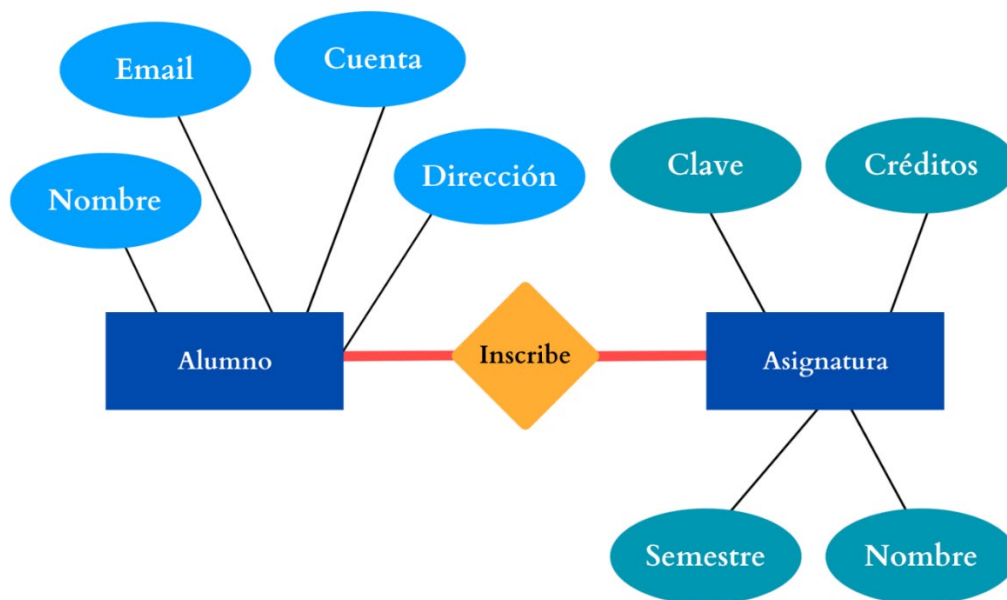 Email
Cuenta
Nombre
Dirección
Clave
Créditos
Alumno
Inscribe
Asignatura
Semestre
Nombre